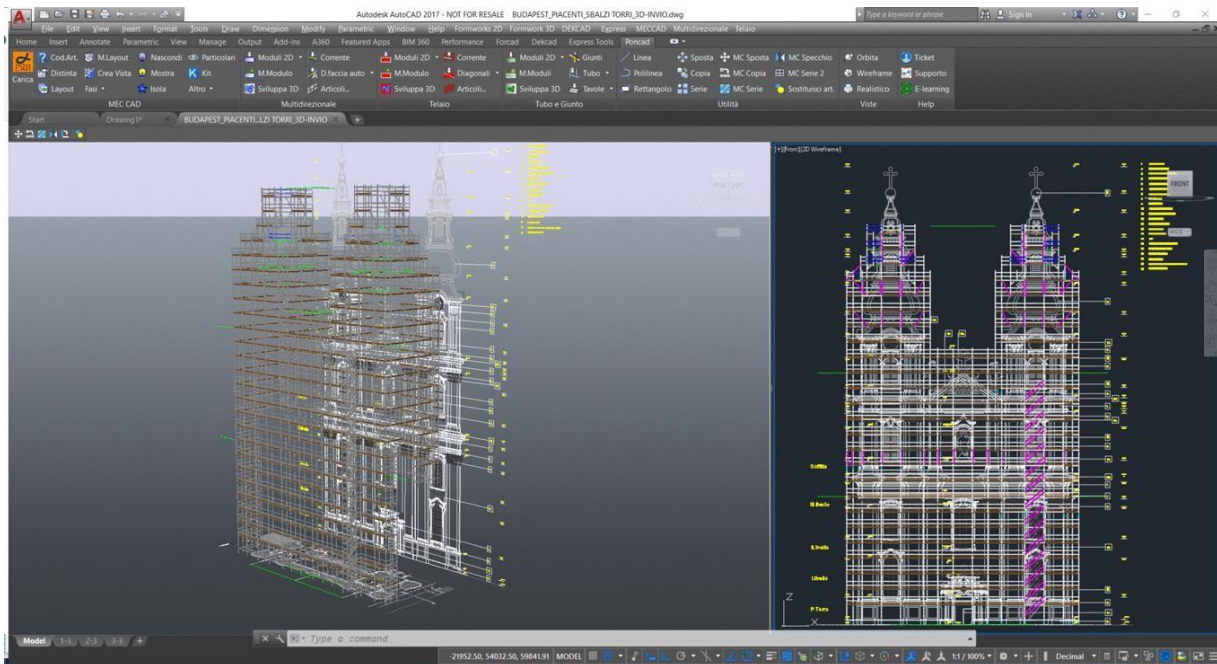 Autodesk AutoCAD 2017 - NOT FOR RESALE BUDAPEST_PIACENTI_SBALZI TORRI_3D-INVIO.dwg
Type a keyword or phrase
Sign In
File Edit View Insert Format Tools Draw Dimension Modify Parametric Window Help Formworks 2D Formwork 3D DEKCAD Express MECCAD Multidirezionale Telaio
Home Insert Annotate Parametric View Manage Output Add-ins A360 Featured Apps BIM 360 Performance Forcad Dekcad Express Tools Poncad
Carica
Cod.Art. M.Layout Nascondi Particolari
Distinta Crea Vista Mostra Kit
Layout Fasi Isola Altro
MEC CAD
Moduli 2D Corrente
M.Modulo D.faccia auto
Sviluppa 3D Articoli...
Multidirezionale
Moduli 2D Corrente
M.Modulo Diagonali
Sviluppa 3D Articoli...
Telaio
Moduli 2D Giunti
M.Moduli Tubo
Sviluppa 3D Tavole
Tubo e Giunto
Linea Sposta MC Sposta MC Specchio
Polilinea Copia MC Copia MC Serie 2
Rettangolo Serie MC Serie Sostituisci art.
Utilità
Orbita
Wireframe
Realistico
Viste
Ticket
Supporto
E-learning
Help
Start Drawing1* BUDAPEST_PIACENTI...LZI TORRI_3D-INVIO
[+][Front][2D Wireframe]
FRONT
WCS
Soffitta
III.livello
II.livello
I.livello
P.Terra
Z
X
Type a command
Model 1-3 2-3 3-3
-21952.50, 54032.50, 59841.91 MODEL 1:1 / 100% Decimal